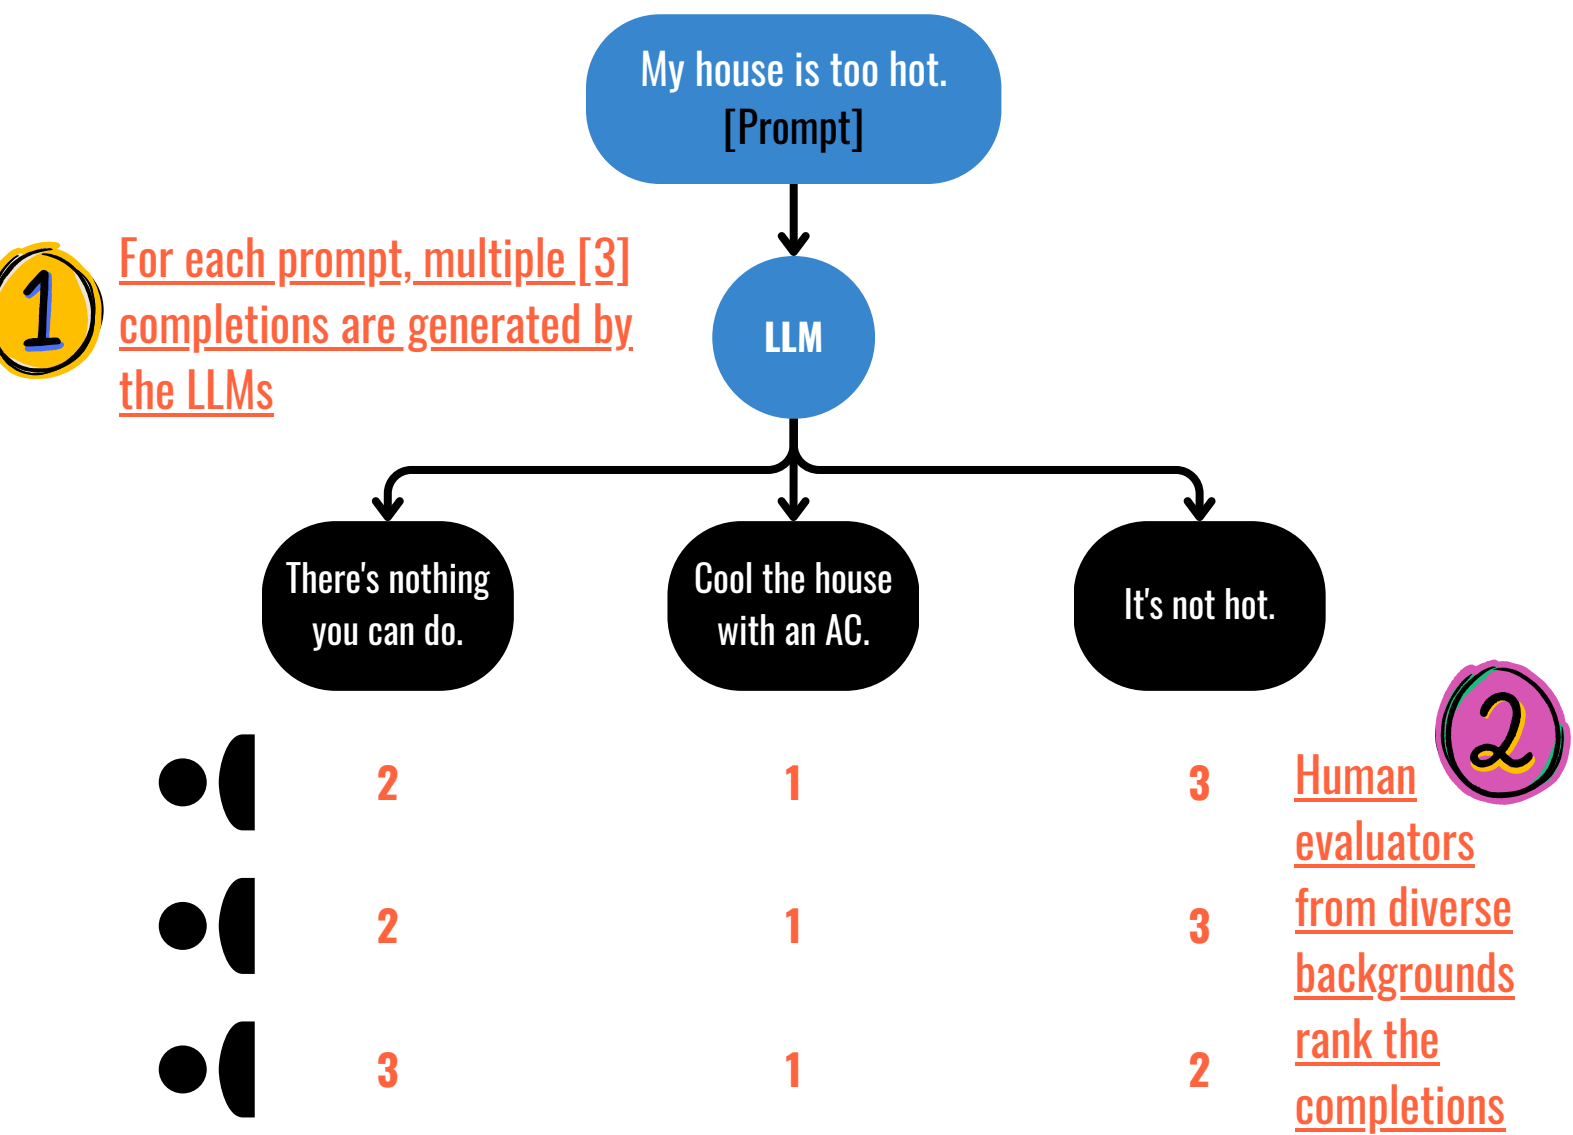 My house is too hot.
[Prompt]
1
For each prompt, multiple [3]
completions are generated by
the LLMs
LLM
There's nothing
you can do.
Cool the house
with an AC.
It's not hot.
2
2 1 3
2 1 3
3 1 2
Human
evaluators
from diverse
backgrounds
rank the
completions